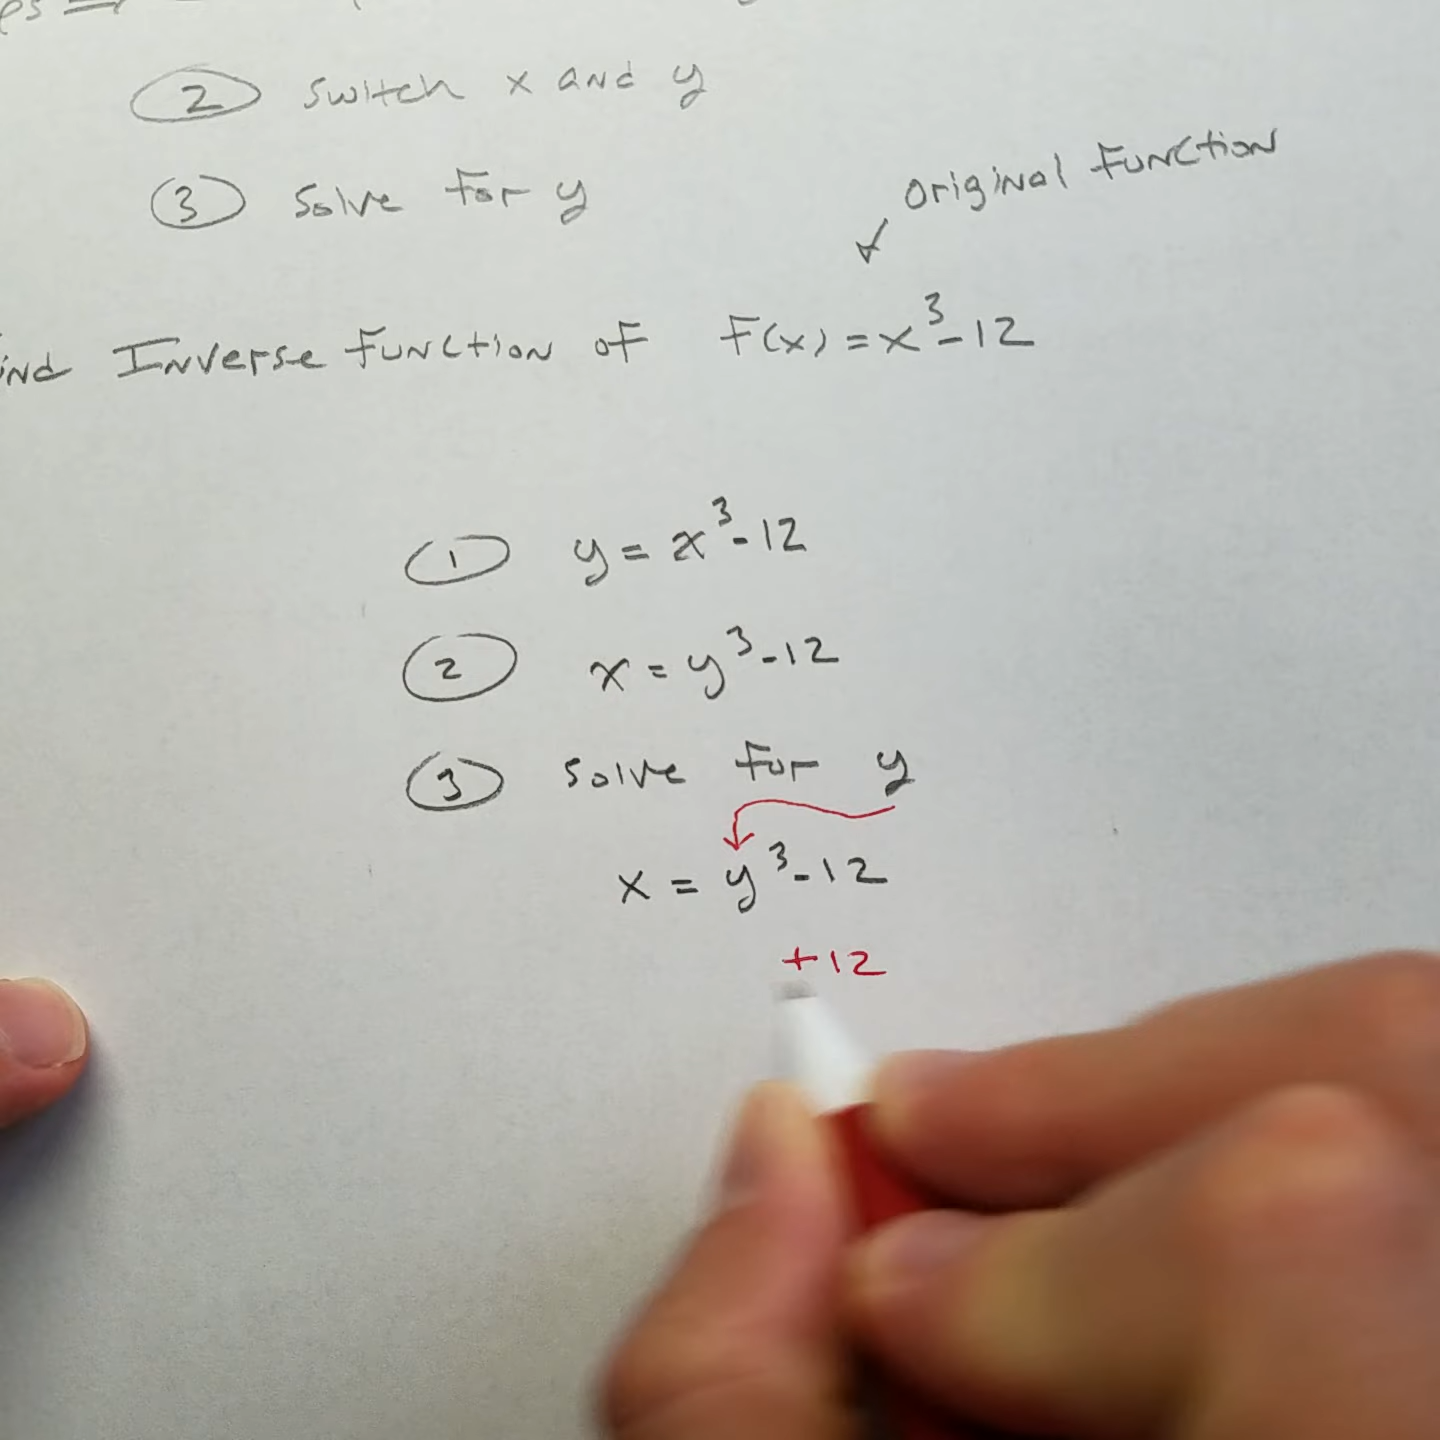 ② Switch x and y
③ Solve for y
Original Function
Inverse Function of F(x) = x³ - 12
① y = x³ - 12
② x = y³ - 12
③ Solve for y
x = y³ - 12
+12